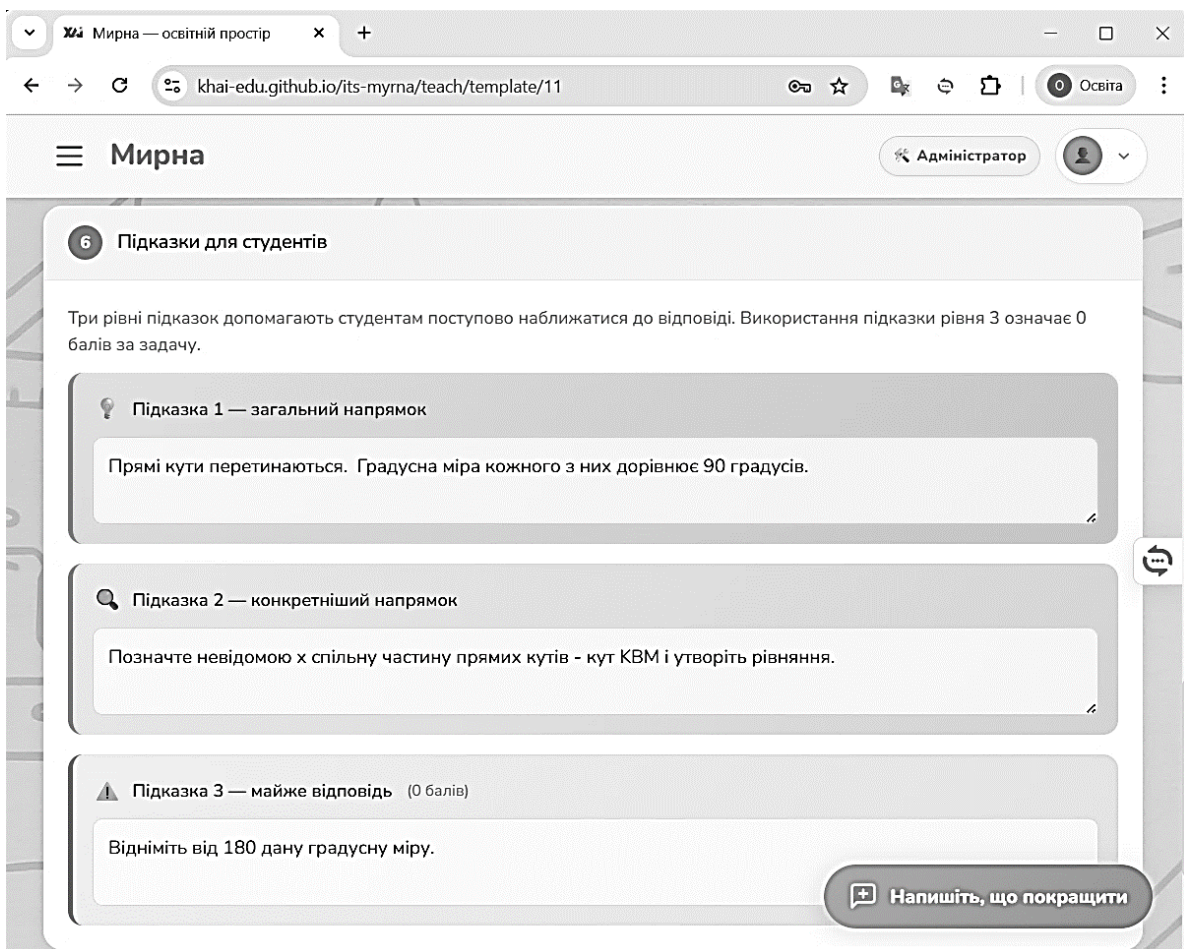 ХАІ Мирна — освітній простір
khai-edu.github.io/its-myrna/teach/template/11
О Освіта
Мирна
Адміністратор
6 Підказки для студентів
Три рівні підказок допомагають студентам поступово наближатися до відповіді. Використання підказки рівня 3 означає 0
балів за задачу.
Підказка 1 — загальний напрямок
Прямі кути перетинаються. Градусна міра кожного з них дорівнює 90 градусів.
Підказка 2 — конкретніший напрямок
Позначте невідомою х спільну частину прямих кутів - кут КВМ і утворіть рівняння.
Підказка 3 — майже відповідь (0 балів)
Відніміть від 180 дану градусну міру.
Напишіть, що покращити